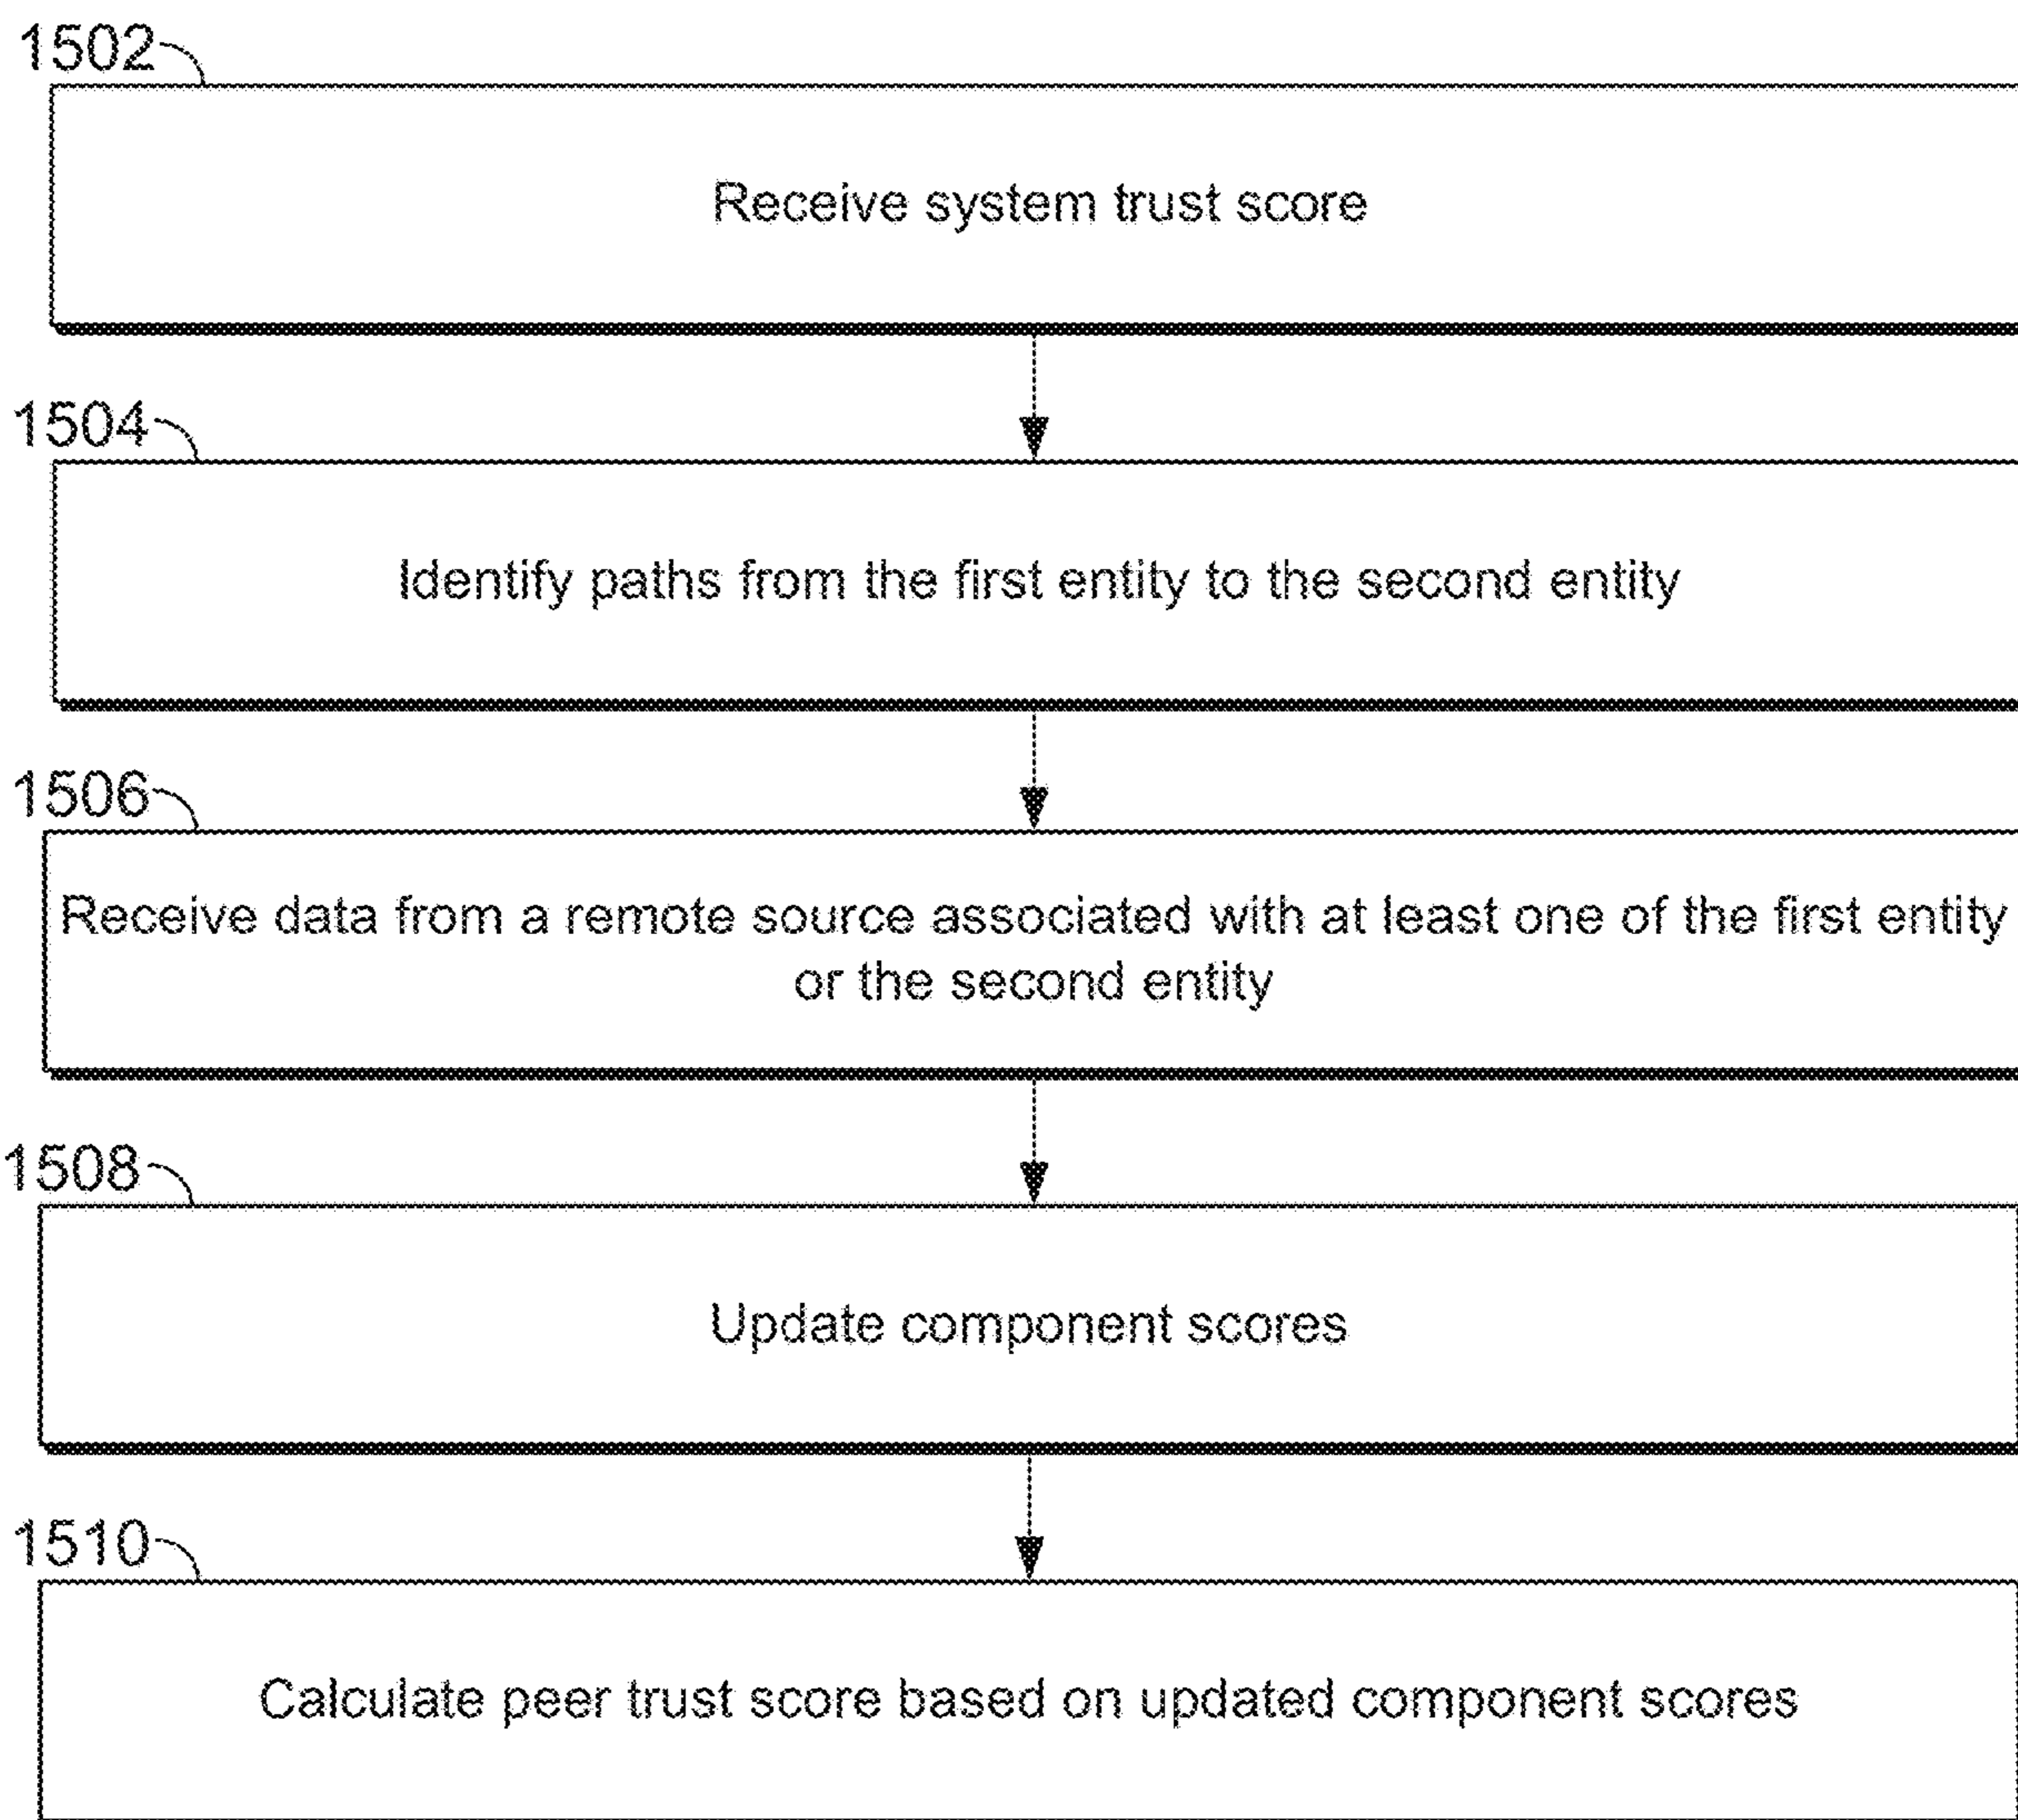 1502
Receive system trust score
1504
Identify paths from the first entity to the second entity
1506
Receive data from a remote source associated with at least one of the first entity
or the second entity
1508
Update component scores
1510
Calculate peer trust score based on updated component scores